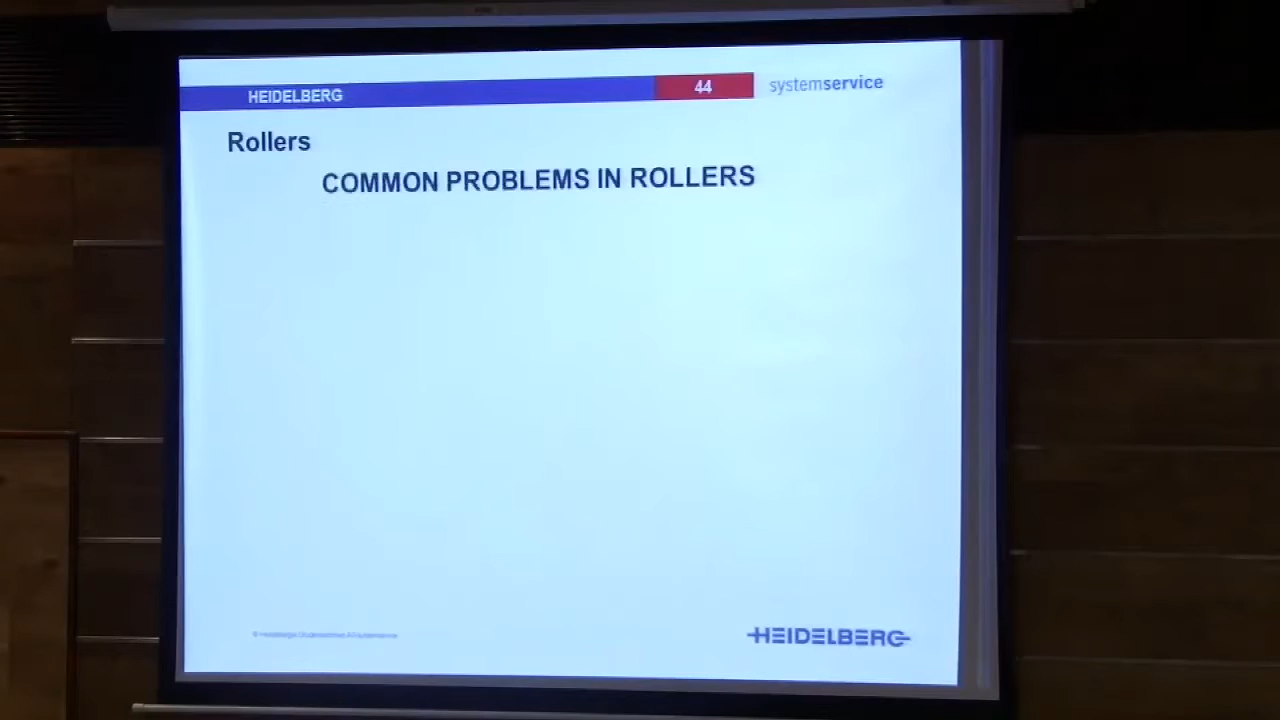 HEIDELBERG 44 systemservice
Rollers
COMMON PROBLEMS IN ROLLERS
HEIDELBERG